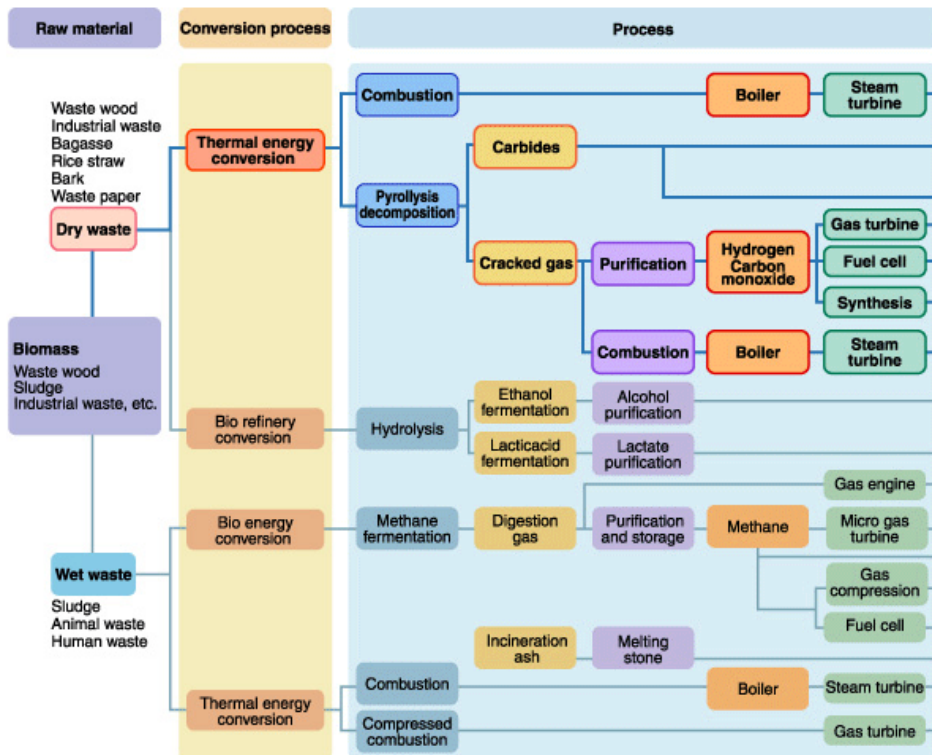 Raw material
Conversion process
Process
Waste wood
Industrial waste
Bagasse
Rice straw
Bark
Waste paper
Dry waste
Biomass
Waste wood
Sludge
Industrial waste, etc.
Wet waste
Sludge
Animal waste
Human waste
Thermal energy
conversion
Bio refinery
conversion
Bio energy
conversion
Thermal energy
conversion
Combustion
Boiler
Steam
turbine
Pyrollysis
decomposition
Carbides
Cracked gas
Purification
Hydrogen
Carbon
monoxide
Gas turbine
Fuel cell
Synthesis
Combustion
Boiler
Steam
turbine
Hydrolysis
Ethanol
fermentation
Alcohol
purification
Lacticacid
fermentation
Lactate
purification
Methane
fermentation
Digestion
gas
Purification
and storage
Methane
Gas engine
Micro gas
turbine
Gas
compression
Fuel cell
Incineration
ash
Melting
stone
Combustion
Boiler
Steam turbine
Compressed
combustion
Gas turbine